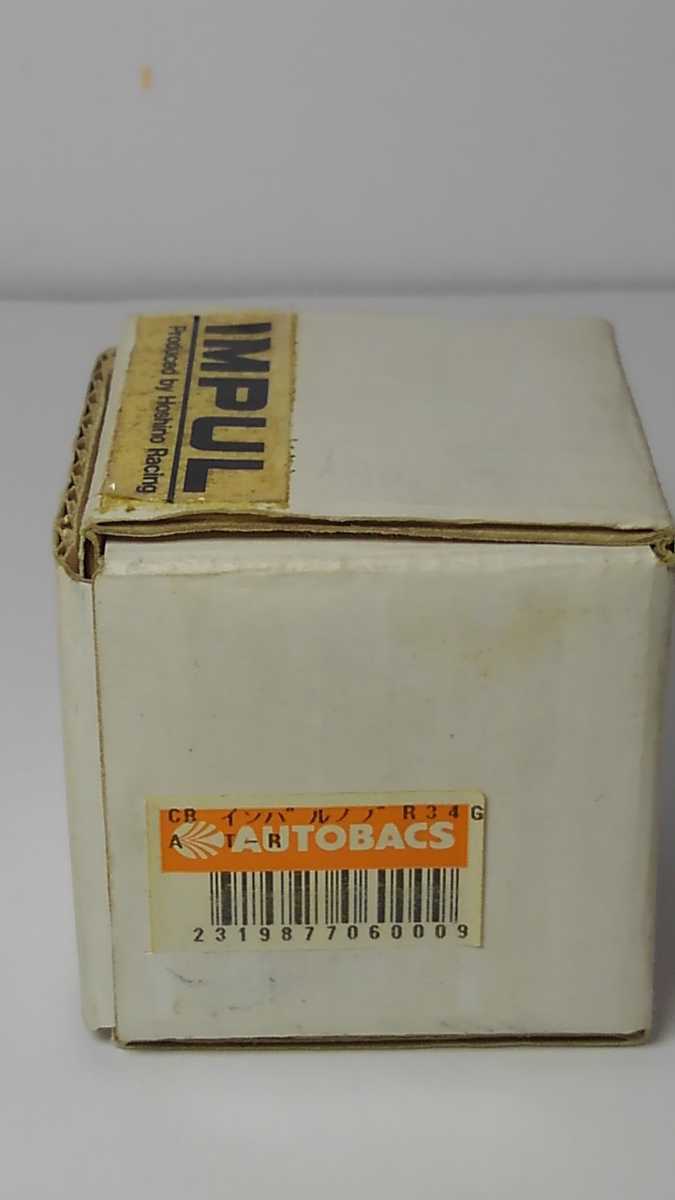 IMPUL
Produced by Hoshino Racing
CB インパルノブ R34G
A T-R
AUTOBACS
2319877060009